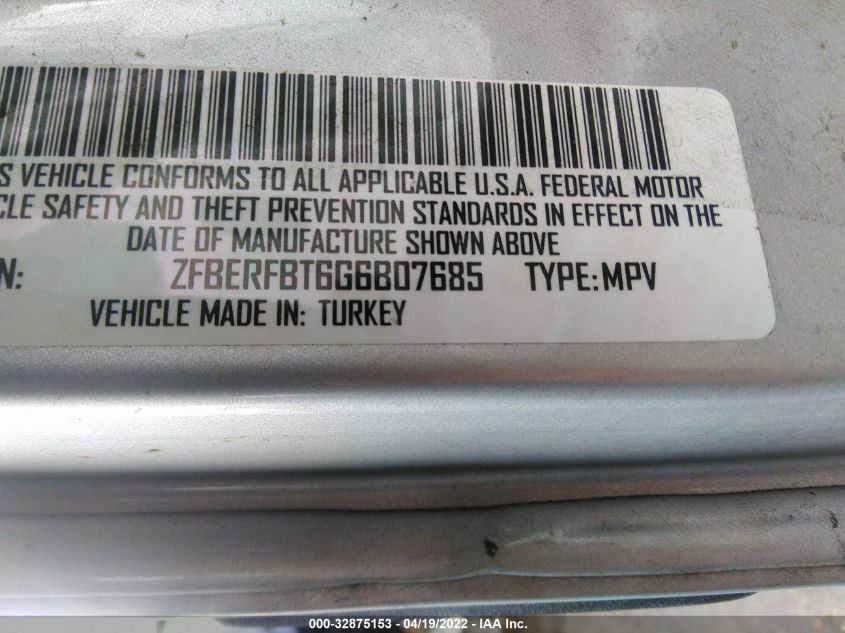 S VEHICLE CONFORMS TO ALL APPLICABLE U.S.A. FEDERAL MOTOR
CLE SAFETY AND THEFT PREVENTION STANDARDS IN EFFECT ON THE
DATE OF MANUFACTURE SHOWN ABOVE
N: ZFBERFBT6G6B07685 TYPE: MPV
VEHICLE MADE IN: TURKEY
000-32875153 - 04/19/2022 - IAA Inc.